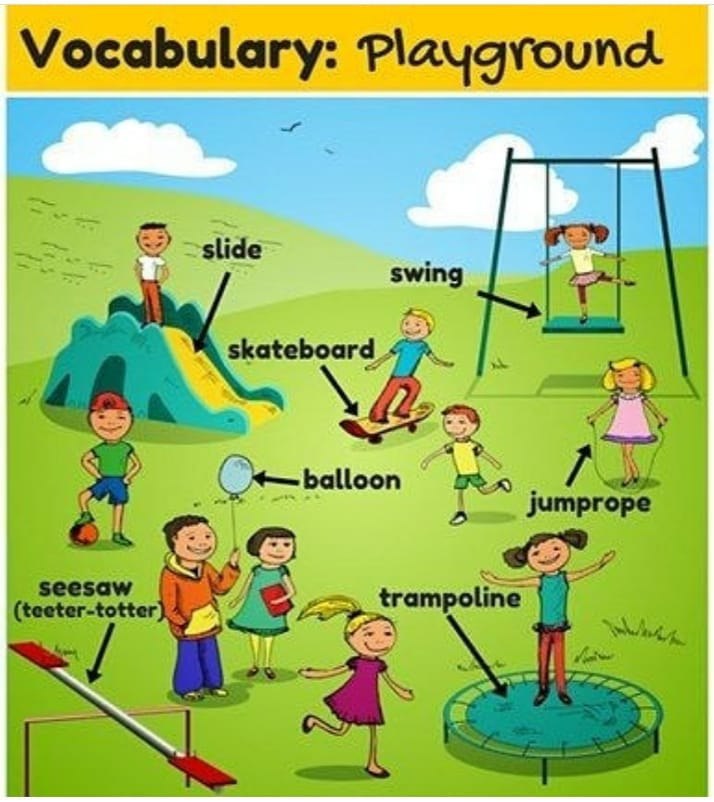 Vocabulary: Playground
slide
swing
skateboard
balloon
jumprope
seesaw
(teeter-totter)
trampoline